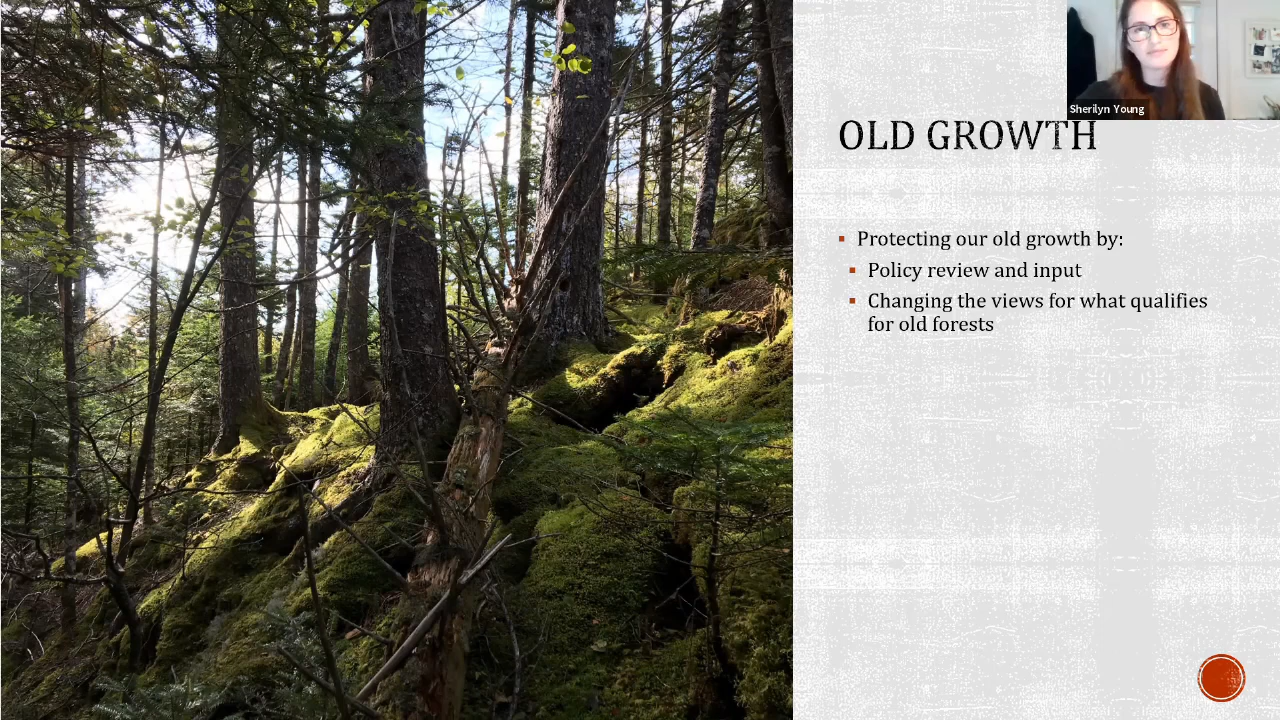 Sherilyn Young
OLD GROWTH
Protecting our old growth by:
Policy review and input
Changing the views for what qualifies
for old forests